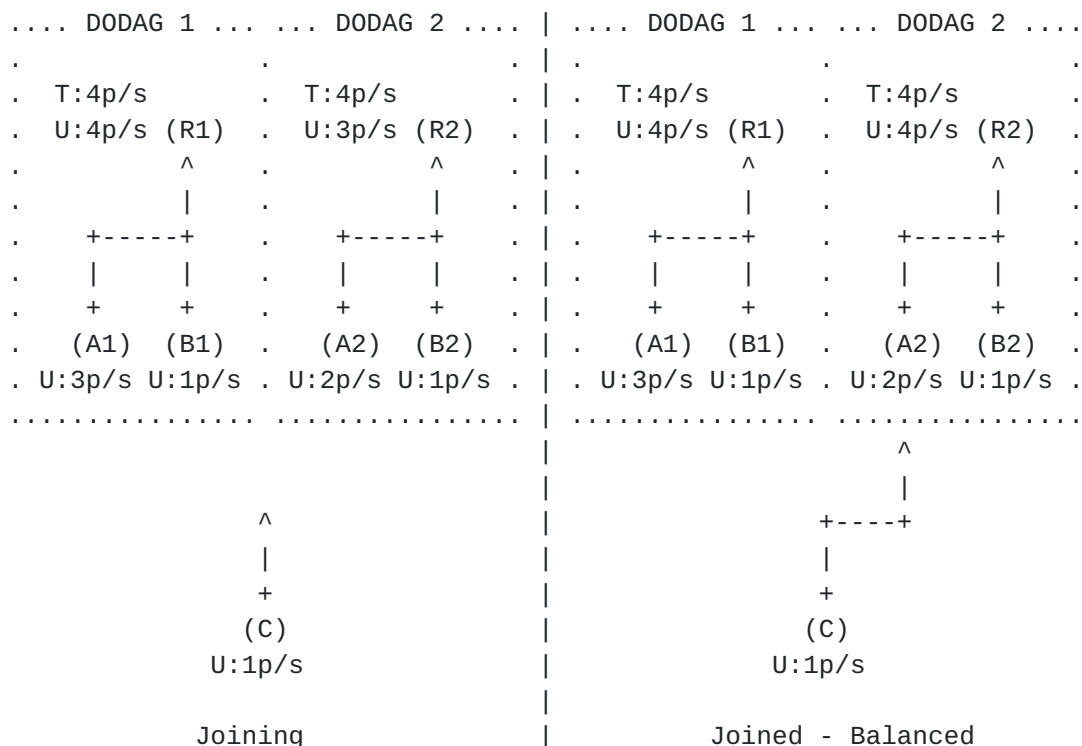 .... DODAG 1 ... ... DODAG 2 .... | .... DODAG 1 ... ... DODAG 2 ....
.               .               . | .               .               .
.  T:4p/s       .  T:4p/s       . | .  T:4p/s       .  T:4p/s       .
.  U:4p/s (R1)  .  U:3p/s (R2)  . | .  U:4p/s (R1)  .  U:4p/s (R2)  .
.          ^    .          ^    . | .          ^    .          ^    .
.          |    .          |    . | .          |    .          |    .
.    +-----+    .    +-----+    . | .    +-----+    .    +-----+    .
.    |     |    .    |     |    . | .    |     |    .    |     |    .
.    +     +    .    +     +    . | .    +     +    .    +     +    .
.   (A1)  (B1)  .   (A2)  (B2)  . | .   (A1)  (B1)  .   (A2)  (B2)  .
. U:3p/s U:1p/s . U:2p/s U:1p/s . | . U:3p/s U:1p/s . U:2p/s U:1p/s .
................ ................ | ................ ................
                                  |                      ^
                                  |                      |
                ^                 |                 +----+
                |                 |                 |
                +                 |                 +
               (C)                |                (C)
             U:1p/s               |              U:1p/s
                                  |
            Joining               |          Joined - Balanced